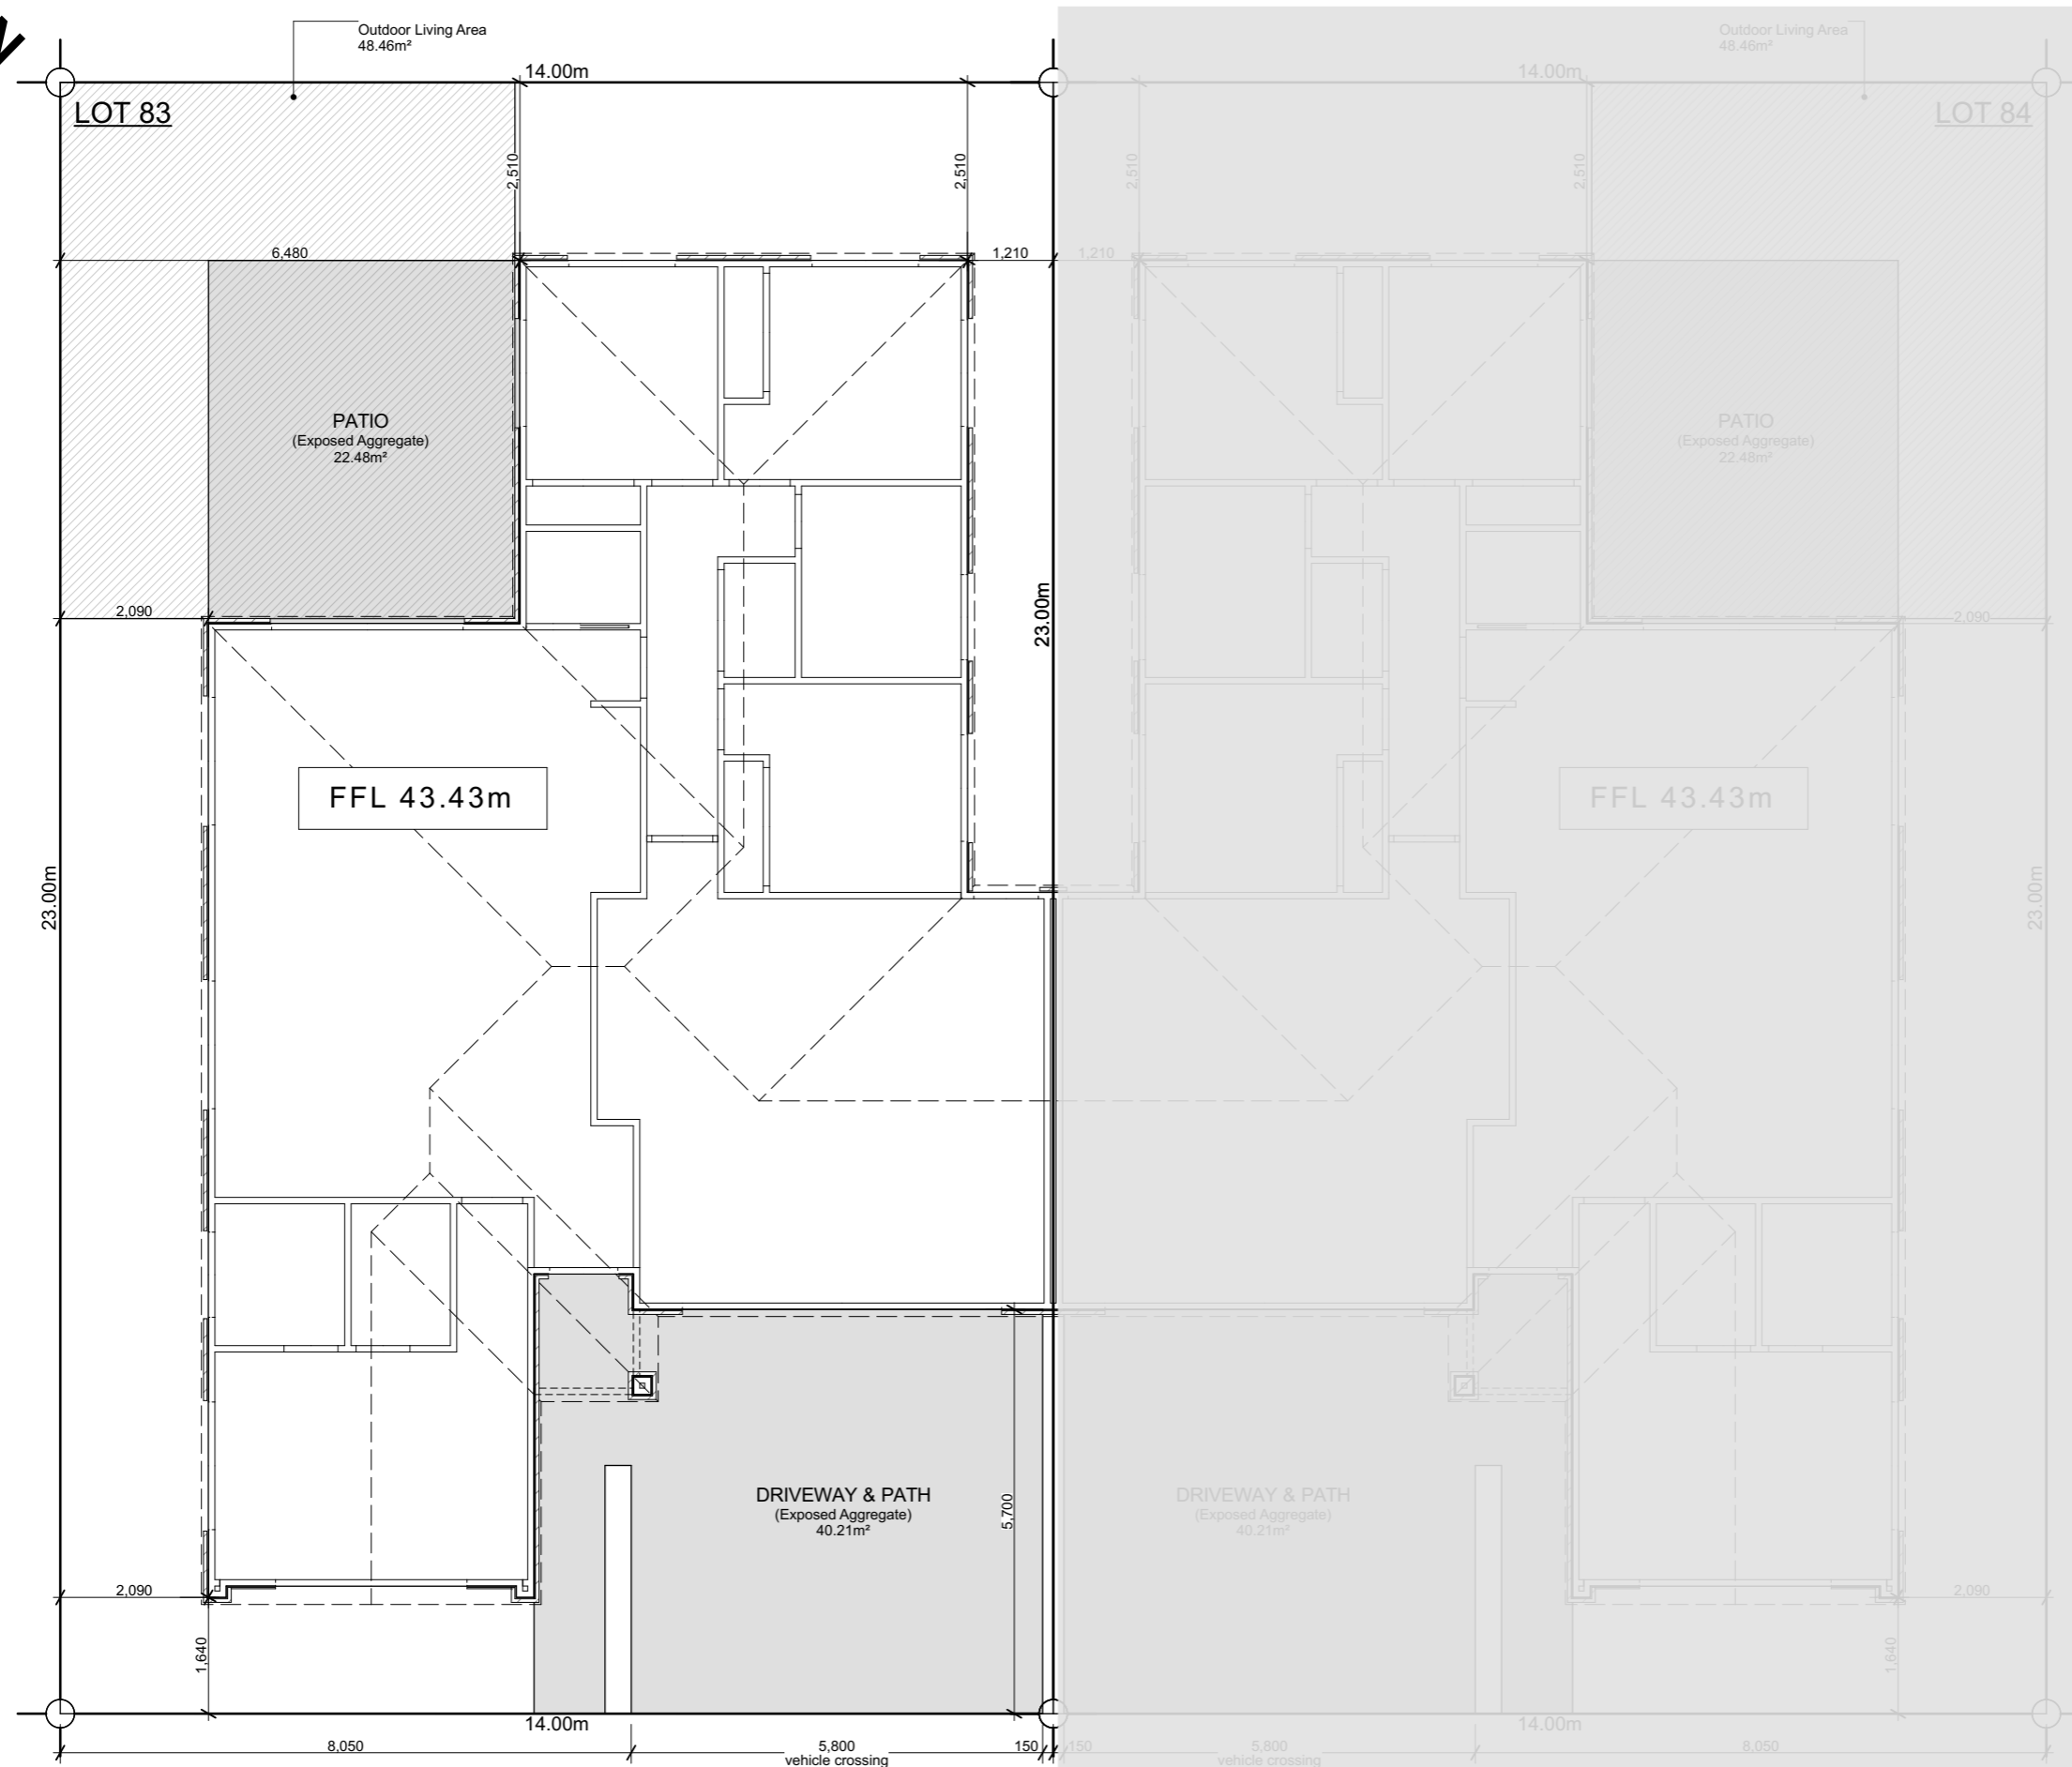 N
Outdoor Living Area
48.46m²
Outdoor Living Area
48.46m²
14.00m
14.00m
LOT 83
LOT 84
2,510
2,510
2,510
2,510
6,480
1,210
1,210
PATIO
(Exposed Aggregate)
22.48m²
PATIO
(Exposed Aggregate)
22.48m²
2,090
23.00m
2,090
FFL 43.43m
FFL 43.43m
23.00m
23.00m
DRIVEWAY & PATH
(Exposed Aggregate)
40.21m²
5,700
DRIVEWAY & PATH
(Exposed Aggregate)
40.21m²
2,090
2,090
1,640
1,640
14.00m
14.00m
8,050
5,800
vehicle crossing
150
150
5,800
vehicle crossing
8,050